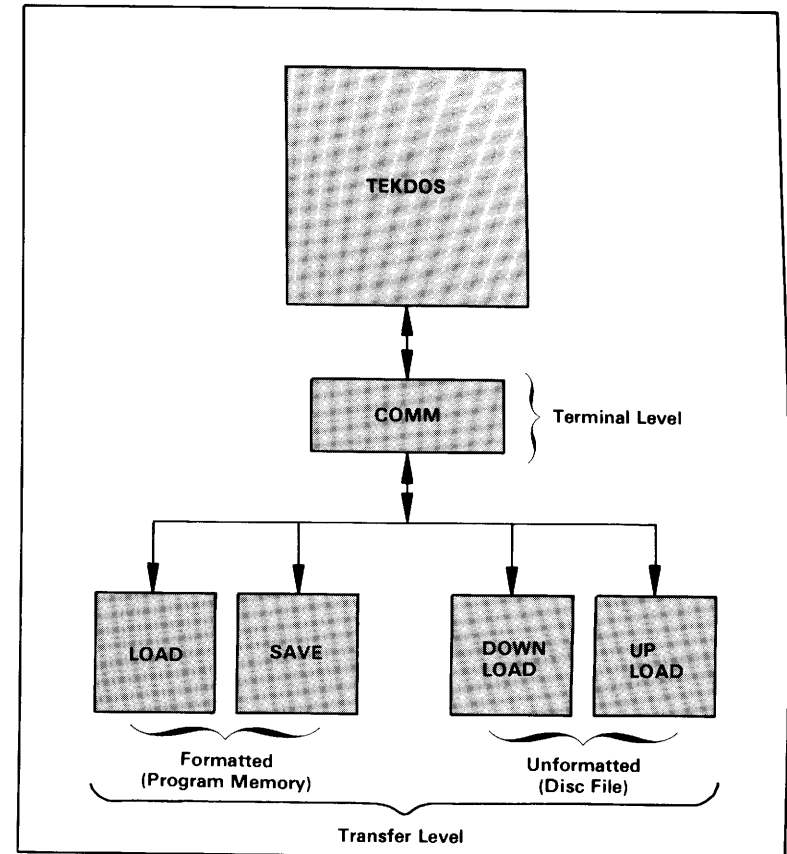 TEKDOS
COMM
Terminal Level
LOAD
SAVE
DOWN
LOAD
UP
LOAD
Formatted
(Program Memory)
Unformatted
(Disc File)
Transfer Level